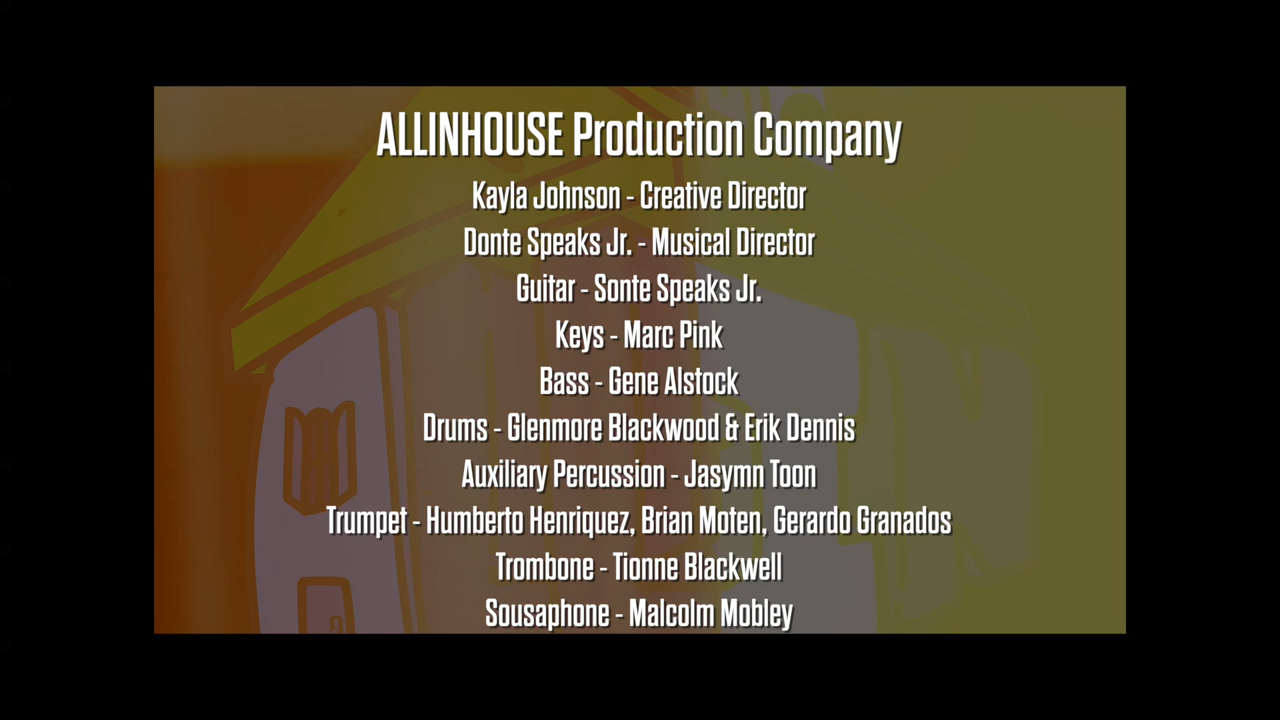 ALLINHOUSE Production Company
Kayla Johnson - Creative Director
Donte Speaks Jr. - Musical Director
Guitar - Sonte Speaks Jr.
Keys - Marc Pink
Bass - Gene Alstock
Drums - Glenmore Blackwood & Erik Dennis
Auxiliary Percussion - Jasymn Toon
Trumpet - Humberto Henriquez, Brian Moten, Gerardo Granados
Trombone - Tionne Blackwell
Sousaphone - Malcolm Mobley